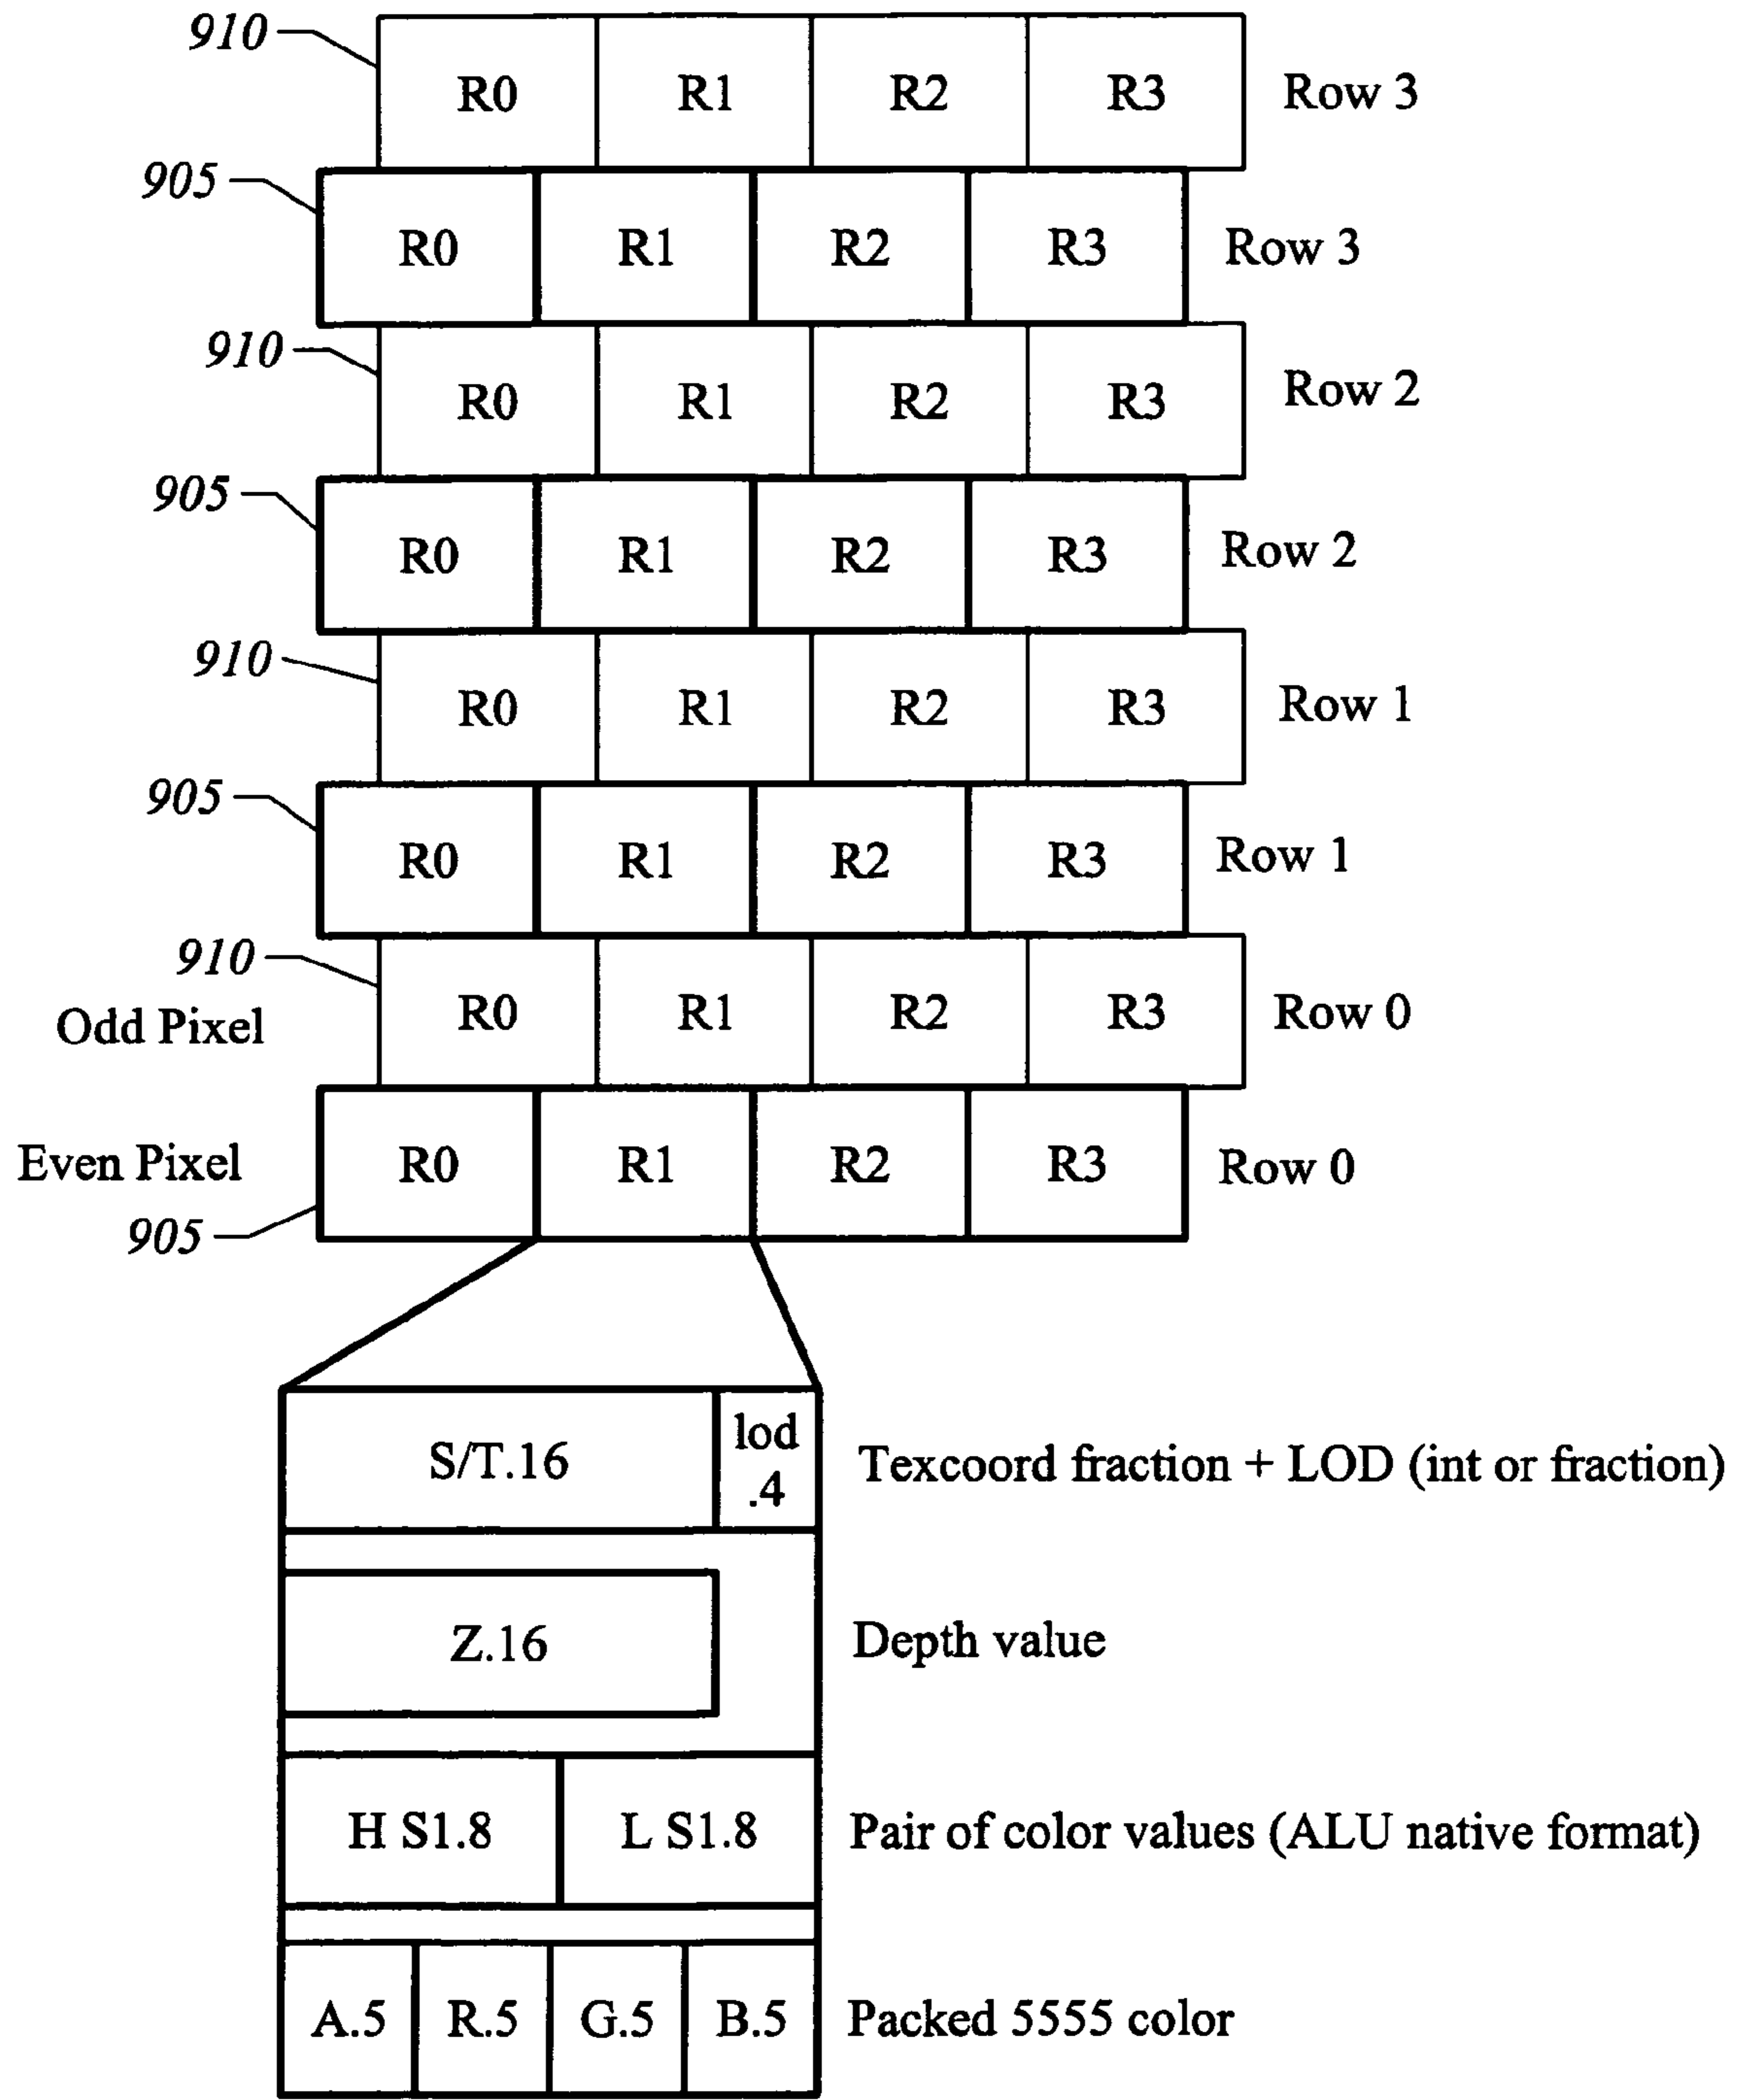 910
R0 R1 R2 R3 Row 3
905
R0 R1 R2 R3 Row 3
910
R0 R1 R2 R3 Row 2
905
R0 R1 R2 R3 Row 2
910
R0 R1 R2 R3 Row 1
905
R0 R1 R2 R3 Row 1
910
Odd Pixel R0 R1 R2 R3 Row 0
Even Pixel R0 R1 R2 R3 Row 0
905
S/T.16 lod .4 Texcoord fraction + LOD (int or fraction)
Z.16 Depth value
H S1.8 L S1.8 Pair of color values (ALU native format)
A.5 R.5 G.5 B.5 Packed 5555 color